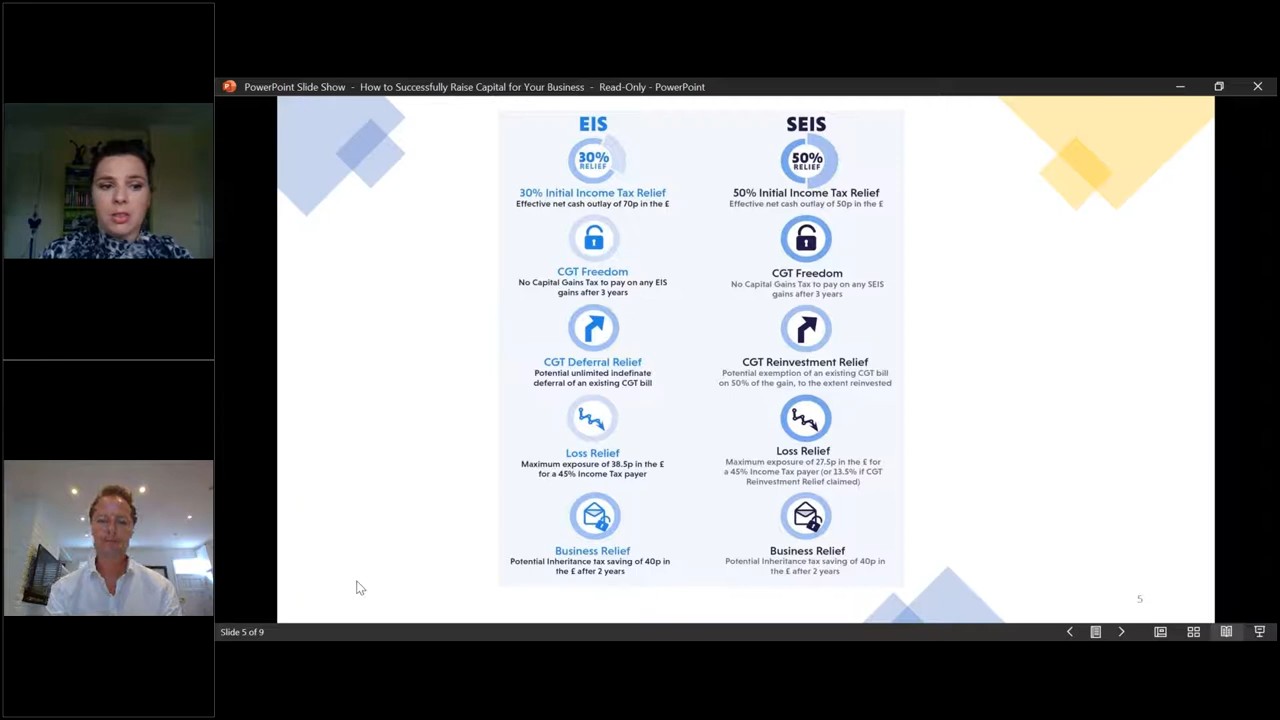 PowerPoint Slide Show - How to Successfully Raise Capital for Your Business - Read-Only - PowerPoint
EIS
30%
RELIEF
30% Initial Income Tax Relief
Effective net cash outlay of 70p in the £
CGT Freedom
No Capital Gains Tax to pay on any EIS
gains after 3 years
CGT Deferral Relief
Potential unlimited indefinate
deferral of an existing CGT bill
Loss Relief
Maximum exposure of 38.5p in the £
for a 45% Income Tax payer
Business Relief
Potential Inheritance tax saving of 40p in
the £ after 2 years
SEIS
50%
RELIEF
50% Initial Income Tax Relief
Effective net cash outlay of 50p in the £
CGT Freedom
No Capital Gains Tax to pay on any SEIS
gains after 3 years
CGT Reinvestment Relief
Potential exemption of an existing CGT bill
on 50% of the gain, to the extent reinvested
Loss Relief
Maximum exposure of 27.5p in the £ for
a 45% Income Tax payer (or 13.5% if CGT
Reinvestment Relief claimed)
Business Relief
Potential Inheritance tax saving of 40p in
the £ after 2 years
5
Slide 5 of 9